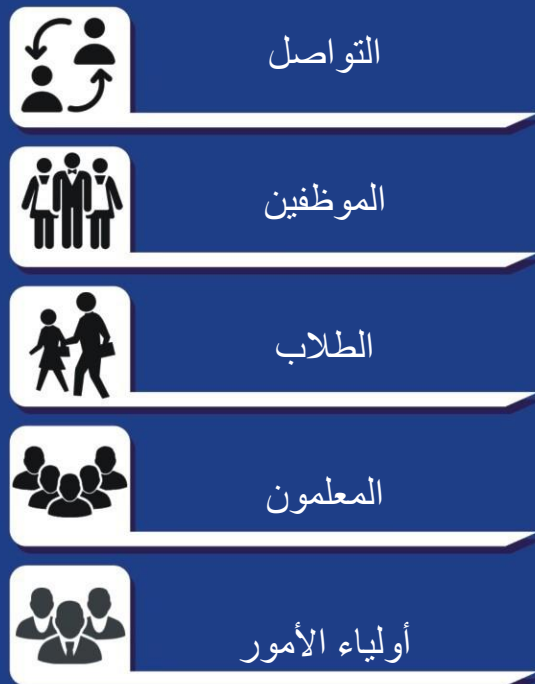 التواصل
الموظفين
الطلاب
المعلمون
أولياء الأمور